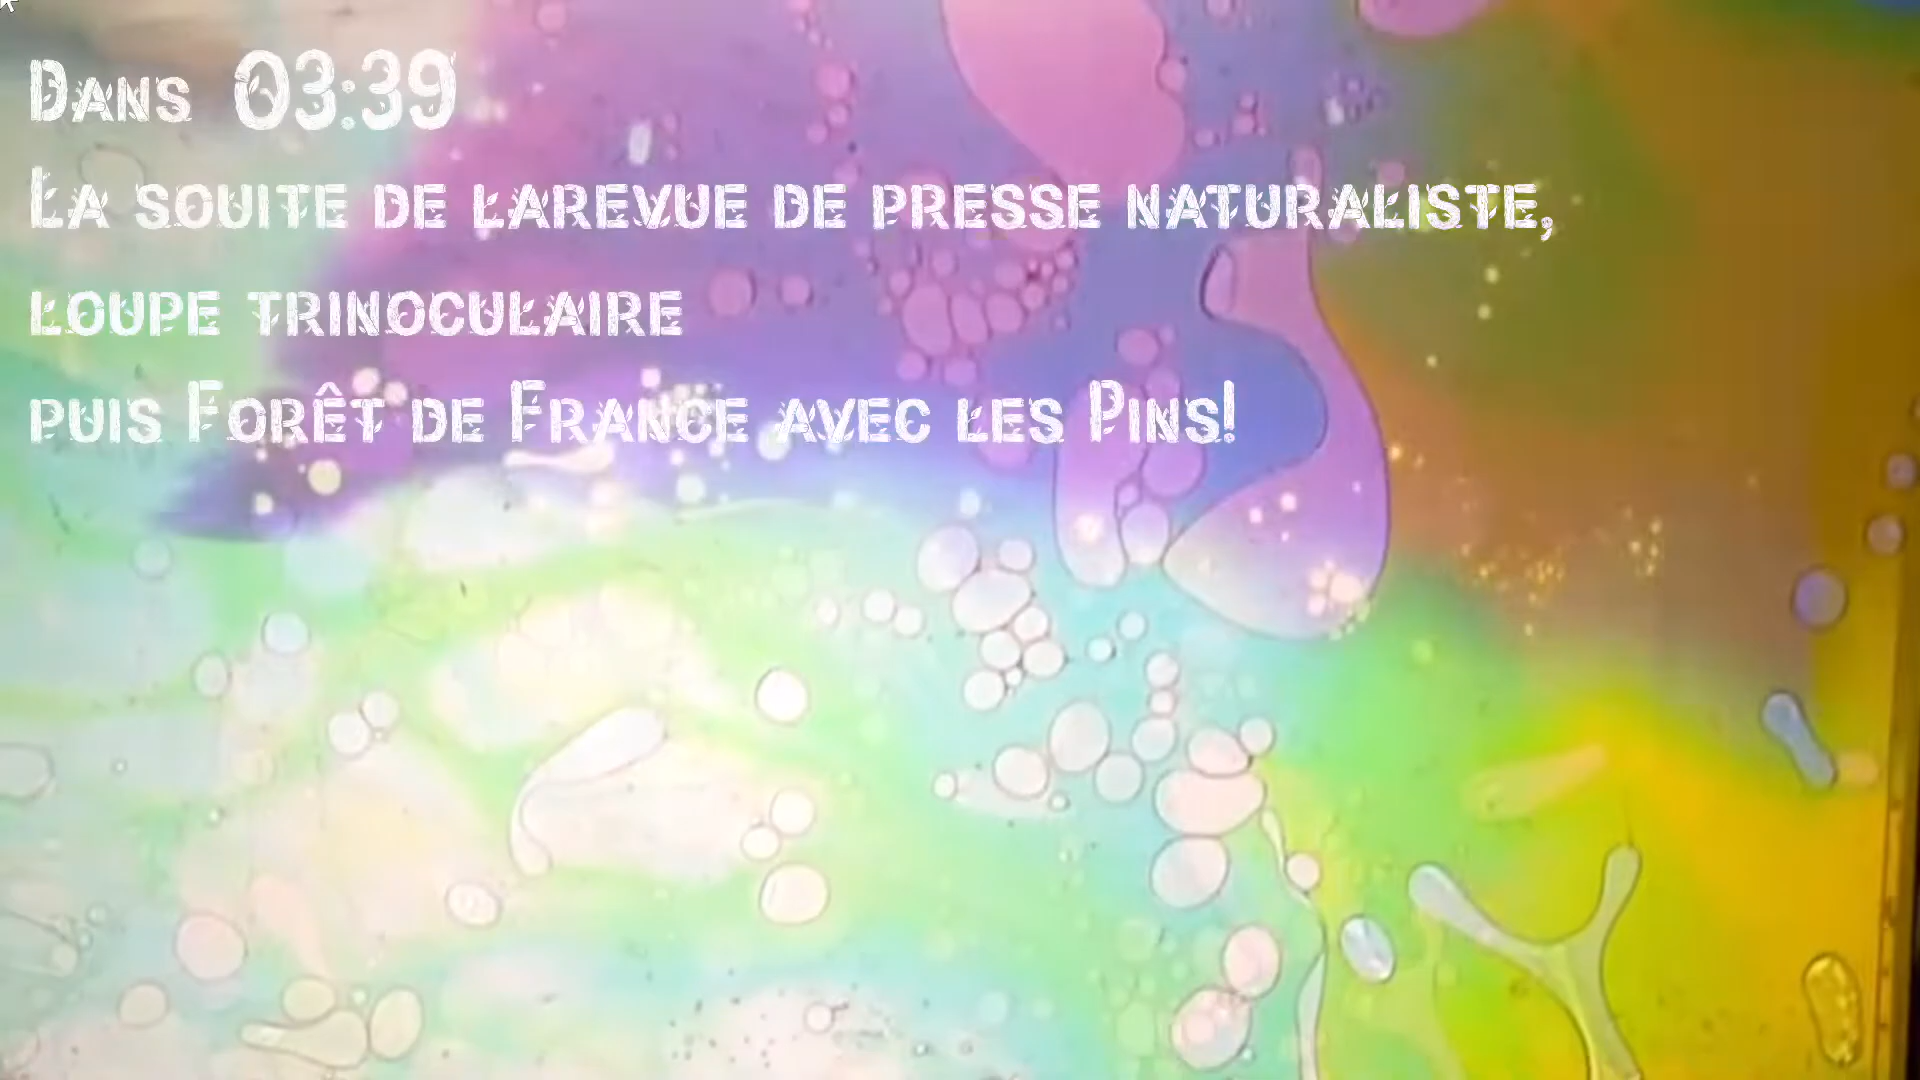 Dans 03:39
La souite de larevue de presse naturaliste,
loupe trinoculaire
puis Forêt de France avec les Pins!